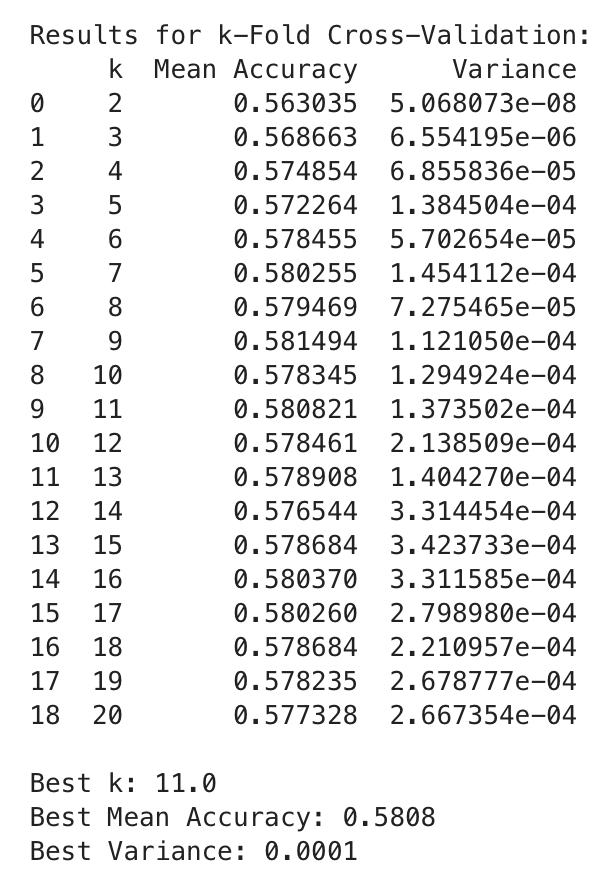 Results for k-Fold Cross-Validation:
     k  Mean Accuracy      Variance
0    2       0.563035  5.068073e-08
1    3       0.568663  6.554195e-06
2    4       0.574854  6.855836e-05
3    5       0.572264  1.384504e-04
4    6       0.578455  5.702654e-05
5    7       0.580255  1.454112e-04
6    8       0.579469  7.275465e-05
7    9       0.581494  1.121050e-04
8   10       0.578345  1.294924e-04
9   11       0.580821  1.373502e-04
10  12       0.578461  2.138509e-04
11  13       0.578908  1.404270e-04
12  14       0.576544  3.314454e-04
13  15       0.578684  3.423733e-04
14  16       0.580370  3.311585e-04
15  17       0.580260  2.798980e-04
16  18       0.578684  2.210957e-04
17  19       0.578235  2.678777e-04
18  20       0.577328  2.667354e-04

Best k: 11.0
Best Mean Accuracy: 0.5808
Best Variance: 0.0001